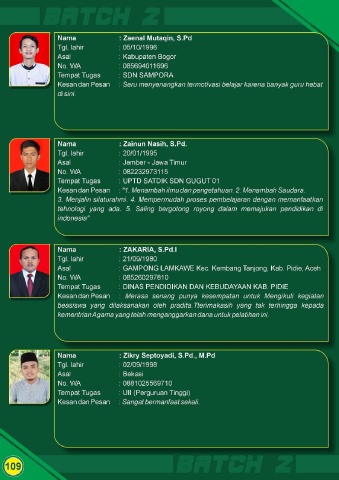 BATCH 2
Nama : Zaenal Mutaqin, S.Pd
Tgl. lahir : 05/10/1996
Asal : Kabupaten Bogor
No. WA : 085694011696
Tempat Tugas : SDN SAMPORA
Kesan dan Pesan : Seru menyenangkan termotivasi belajar karena banyak guru hebat
di sini.
Nama : Zainun Nasih, S.Pd.
Tgl. lahir : 20/01/1995
Asal : Jember - Jawa Timur
No. WA : 082232973115
Tempat Tugas : UPTD SATDIK SDN GUGUT 01
Kesan dan Pesan : "1. Menambah ilmu dan pengetahuan. 2. Menambah Saudara.
3. Menjalin silaturahmi. 4. Mempermudah proses pembelajaran dengan memanfaatkan
tehnologi yang ada. 5. Saling bergotong royong dalam memajukan pendidikan di
indonesia"
Nama : ZAKARIA, S.Pd.I
Tgl. lahir : 21/09/1980
Asal : GAMPONG LAMKAWE Kec. Kembang Tanjong, Kab. Pidie, Aceh
No. WA : 085260297810
Tempat Tugas : DINAS PENDIDIKAN DAN KEBUDAYAAN KAB. PIDIE
Kesan dan Pesan : Merasa senang punya kesempatan untuk Mengikuti kegiatan
beasiswa yang dilaksanakan oleh pradita.Tterimakasih yang tak terhingga kepada
kementrian Agama yang telah menganggarkan dana untuk pelatihan ini.
Nama : Zikry Septoyadi, S.Pd., M.Pd
Tgl. lahir : 02/09/1998
Asal : Bekasi
No. WA : 0881025569710
Tempat Tugas : UII (Perguruan Tinggi)
Kesan dan Pesan : Sangat bermanfaat sekali.
109
BATCH 2